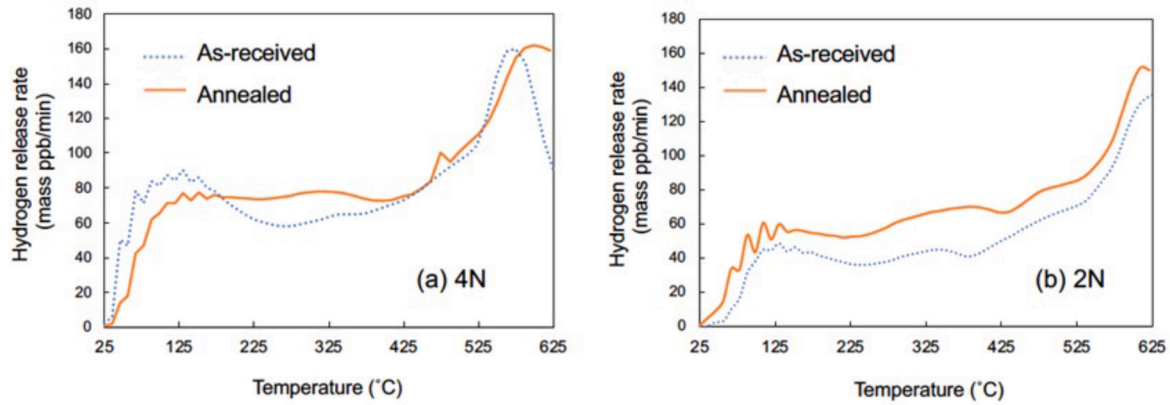 180
160
140
120
100
80
60
40
20
0
Hydrogen release rate
(mass ppb/min)
As-received
Annealed
(a) 4N
25 125 225 325 425 525 625
Temperature (˚C)
180
160
140
120
100
80
60
40
20
0
Hydrogen release rate
(mass ppb/min)
As-received
Annealed
(b) 2N
25 125 225 325 425 525 625
Temperature (˚C)